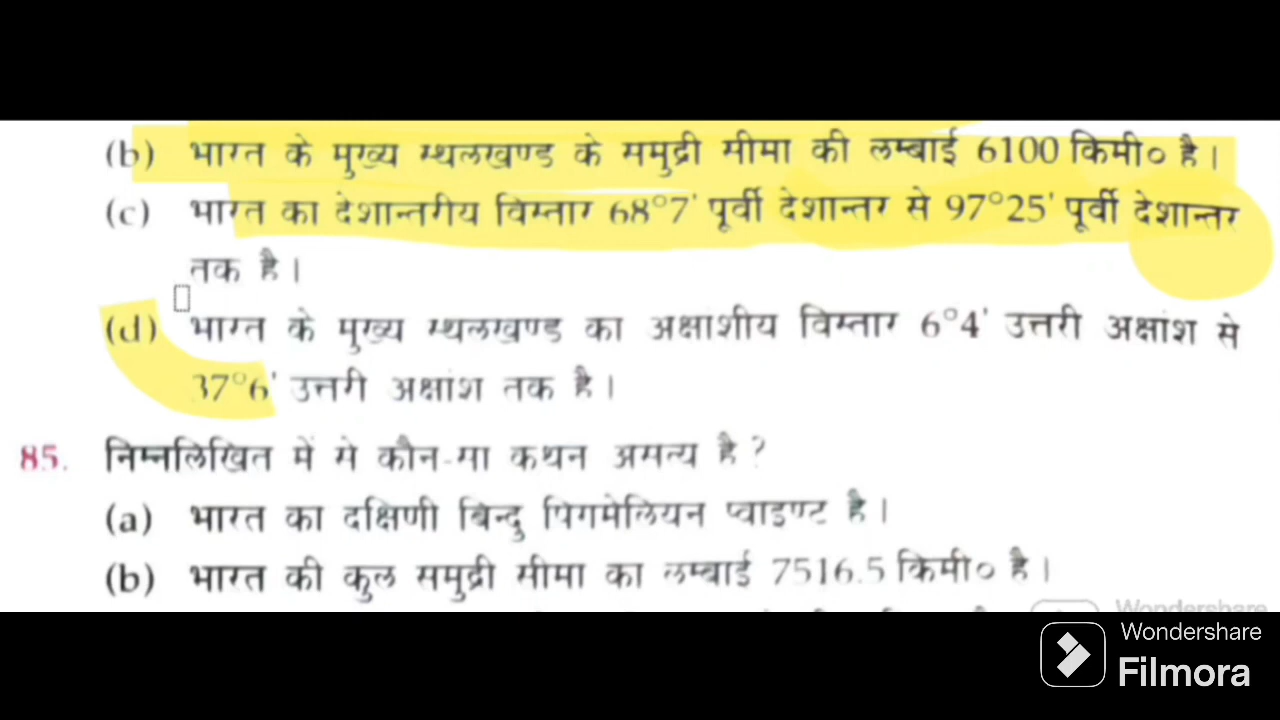 (b) भारत के मुख्य स्थलखण्ड के समुद्री सीमा की लम्बाई 6100 किमी० है।
(c) भारत का देशान्तरीय विस्तार 68°7' पूर्वी देशान्तर से 97°25' पूर्वी देशान्तर
तक है।
(d) भारत के मुख्य स्थलखण्ड का अक्षांशीय विस्तार 6°4' उत्तरी अक्षांश से
37°6' उत्तरी अक्षांश तक है।
85. निम्नलिखित में से कौन-सा कथन असत्य है?
(a) भारत का दक्षिणी बिन्दु पिगमेलियन प्वाइण्ट है।
(b) भारत की कुल समुद्री सीमा का लम्बाई 7516.5 किमी० है।
Wondershare
Wondershare
Filmora